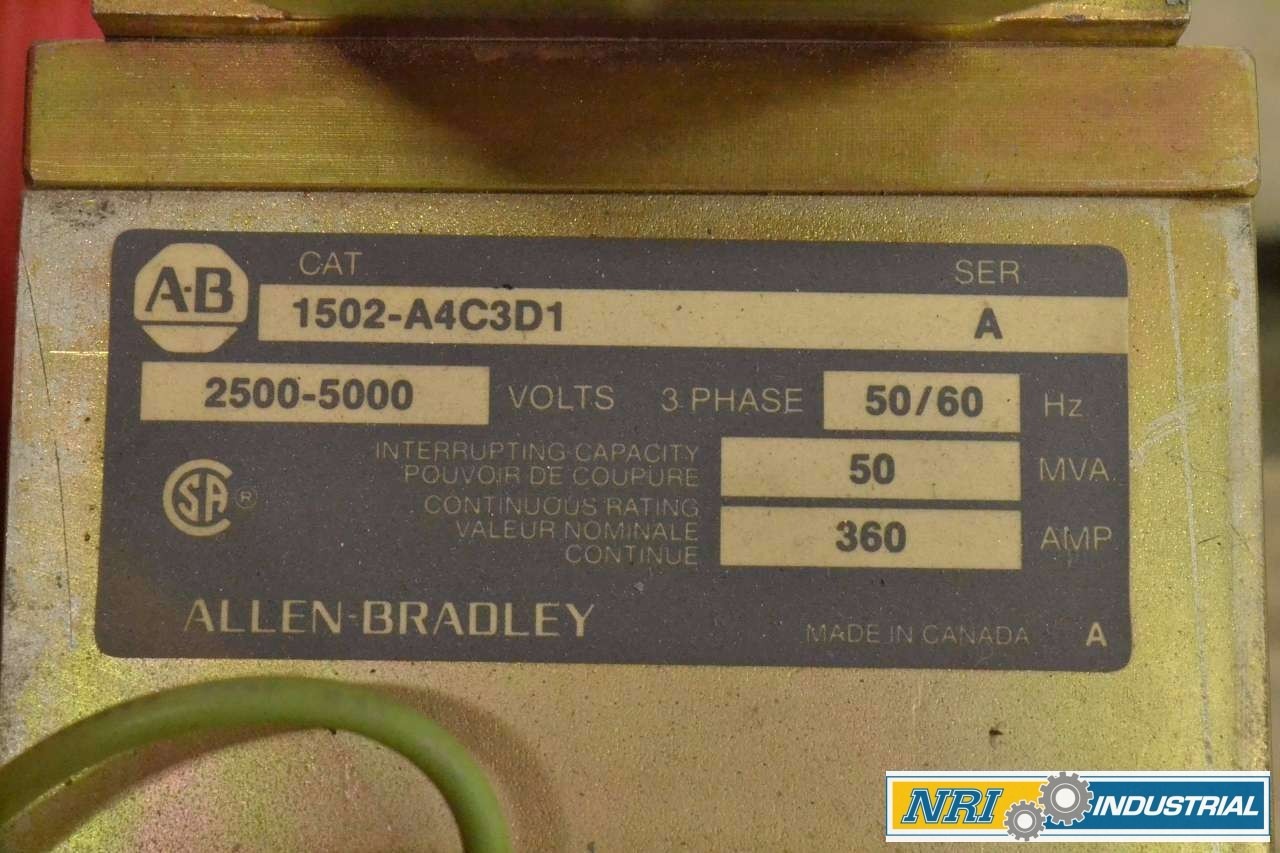 A-B
CAT SER
1502-A4C3D1 A
2500-5000 VOLTS 3 PHASE 50/60 Hz
INTERRUPTING CAPACITY
POUVOIR DE COUPURE
50 MVA
CONTINUOUS RATING
VALEUR NOMINALE
CONTINUE
360 AMP
SA ®
ALLEN-BRADLEY MADE IN CANADA A
NRI INDUSTRIAL